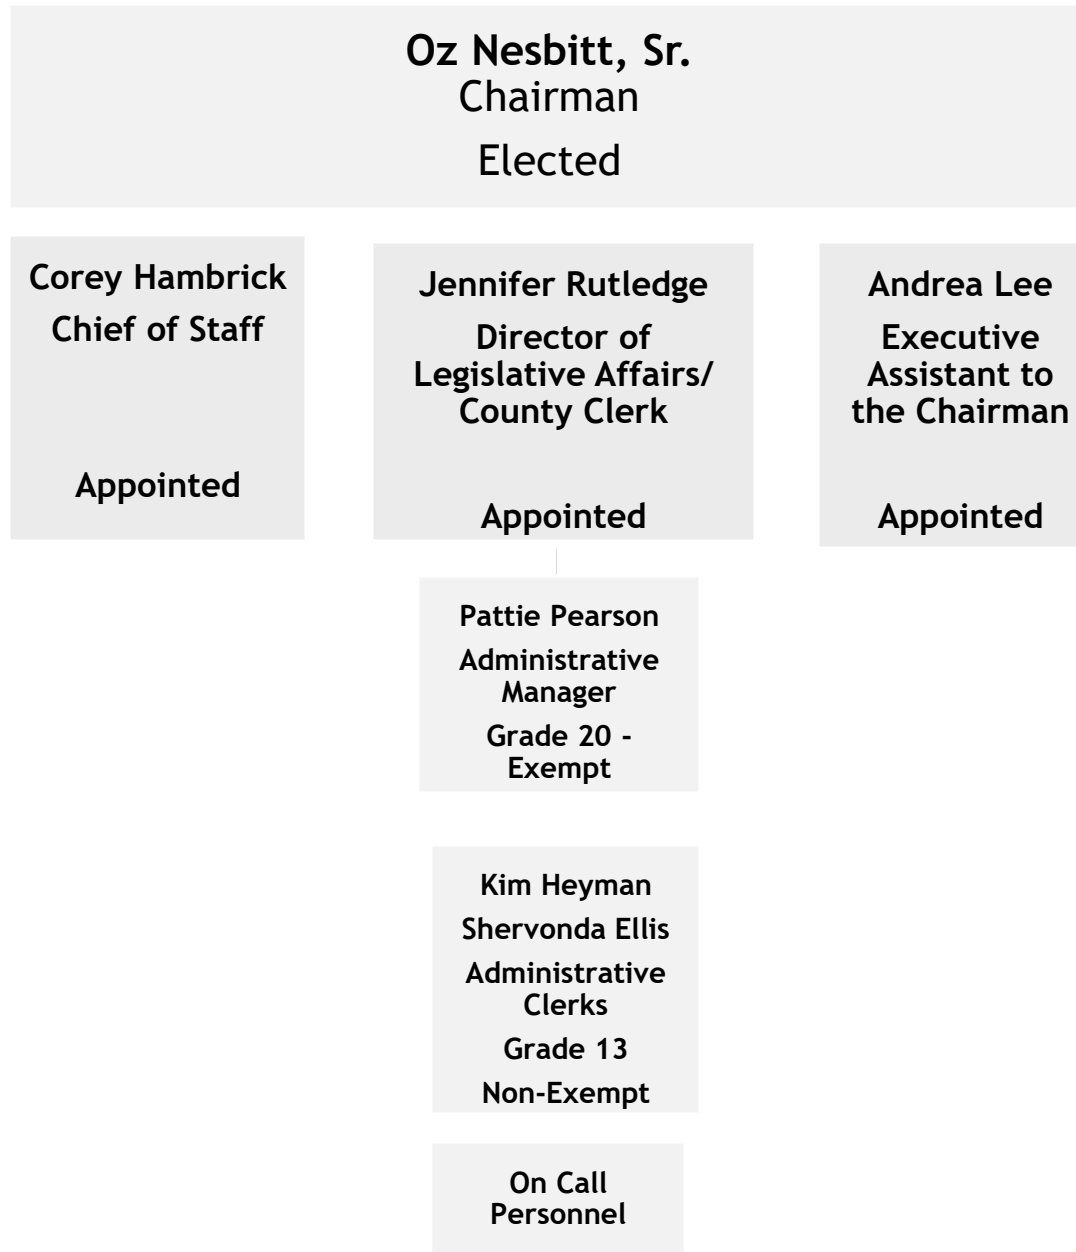 Oz Nesbitt, Sr.
Chairman
Elected
Corey Hambrick
Chief of Staff
Appointed
Jennifer Rutledge
Director of
Legislative Affairs/
County Clerk
Appointed
Andrea Lee
Executive
Assistant to
the Chairman
Appointed
Pattie Pearson
Administrative
Manager
Grade 20 -
Exempt
Kim Heyman
Shervonda Ellis
Administrative
Clerks
Grade 13
Non-Exempt
On Call
Personnel